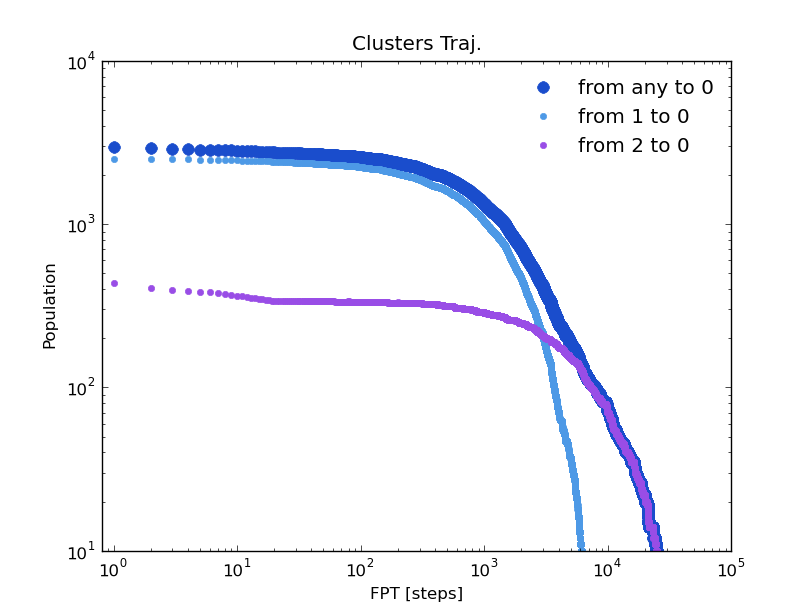 Clusters Traj.
10^4
10^3
10^2
10^1
Population
from any to 0
from 1 to 0
from 2 to 0
10^0 10^1 10^2 10^3 10^4 10^5
FPT [steps]